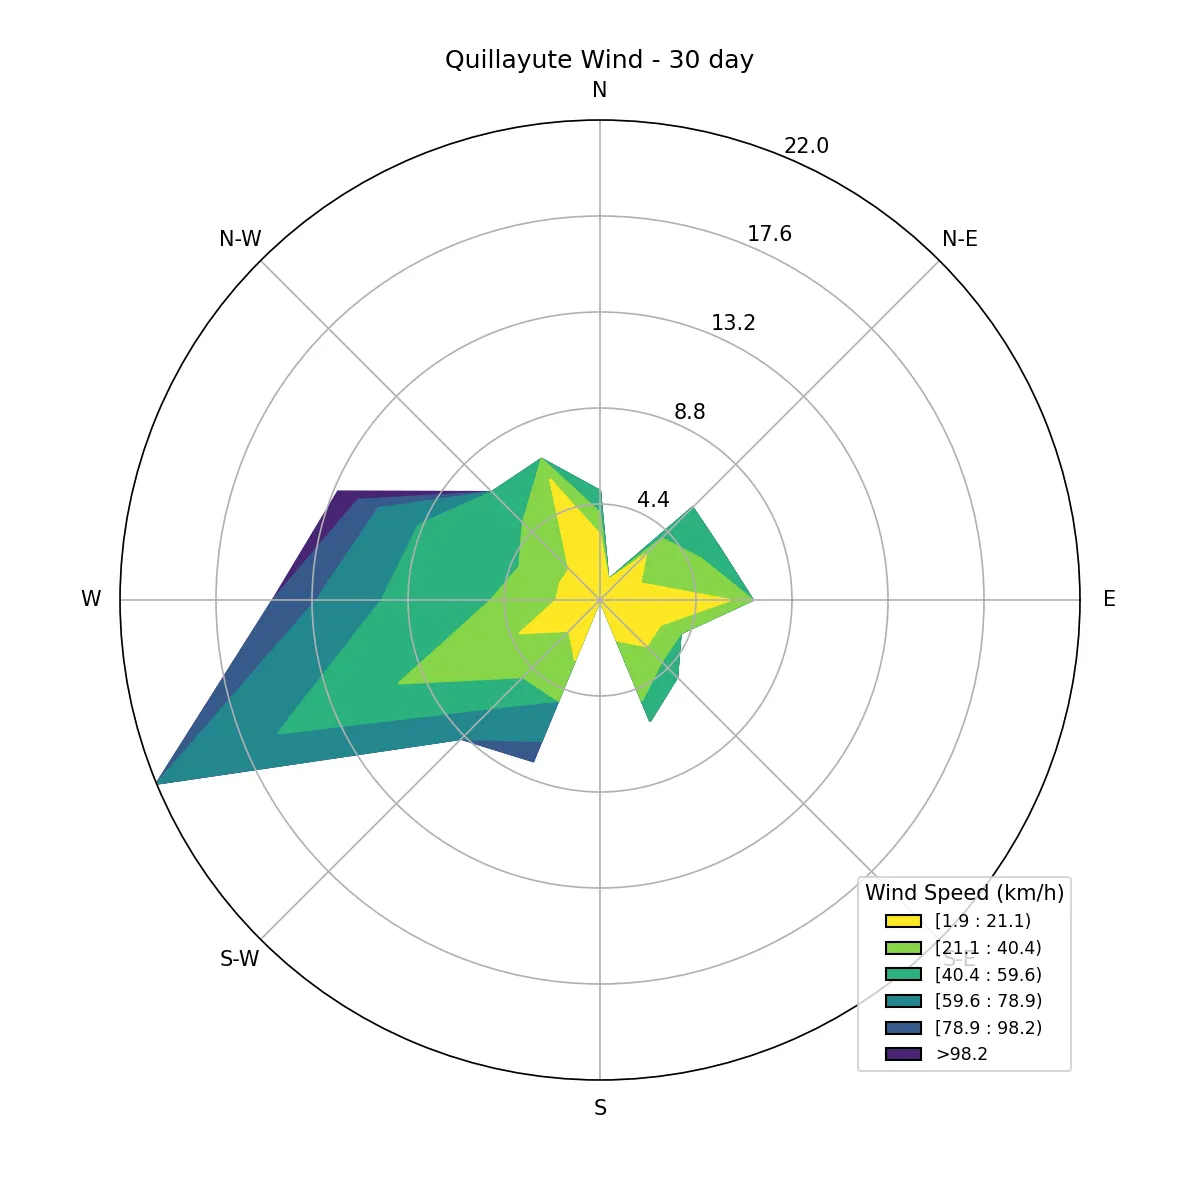 Quillayute Wind - 30 day
N
22.0
N-W
17.6
N-E
13.2
8.8
4.4
W
E
S-W
S-E
S
Wind Speed (km/h)
[1.9 : 21.1)
[21.1 : 40.4)
[40.4 : 59.6)
[59.6 : 78.9)
[78.9 : 98.2)
>98.2